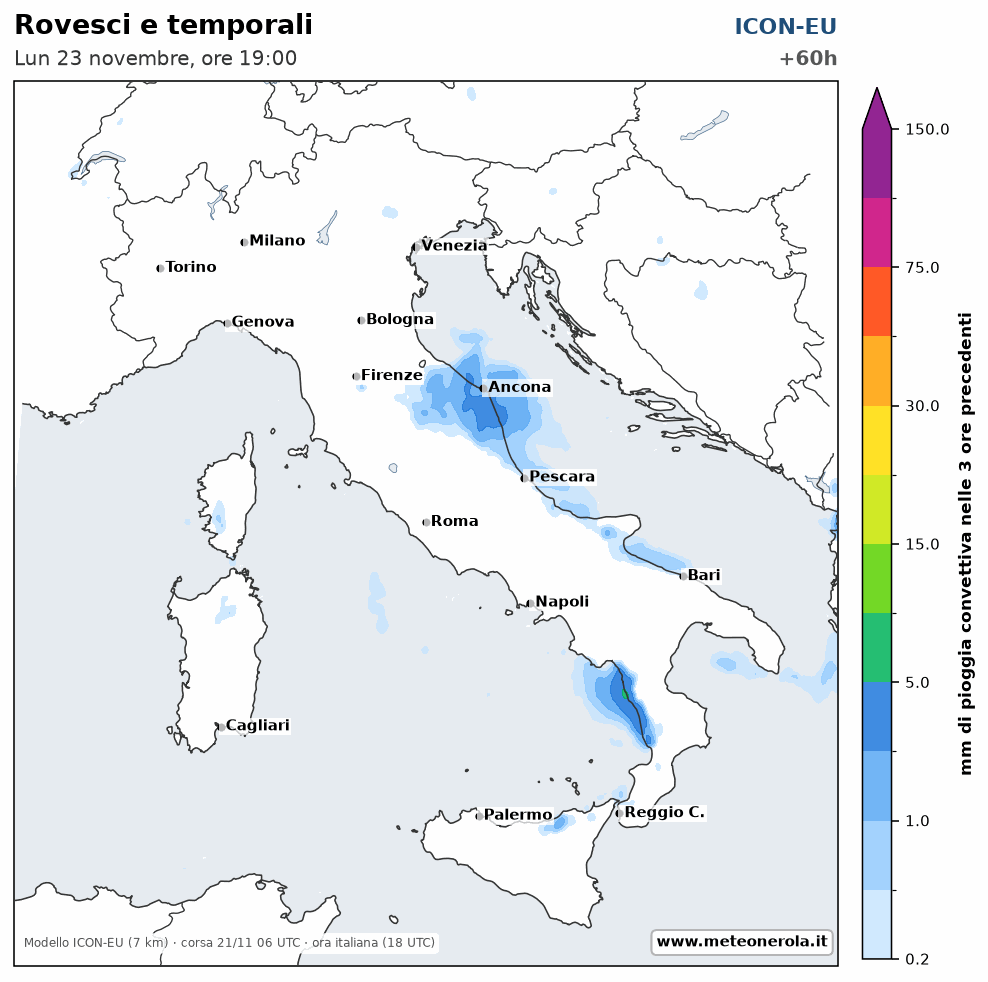 Rovesci e temporali
ICON-EU
Lun 23 novembre, ore 19:00
+60h
150.0
75.0
30.0
15.0
5.0
1.0
0.2
mm di pioggia convettiva nelle 3 ore precedenti
Milano
Venezia
Torino
Genova
Bologna
Firenze
Ancona
Pescara
Roma
Bari
Napoli
Cagliari
Palermo
Reggio C.
Modello ICON-EU (7 km) · corsa 21/11 06 UTC · ora italiana (18 UTC)
www.meteonerola.it